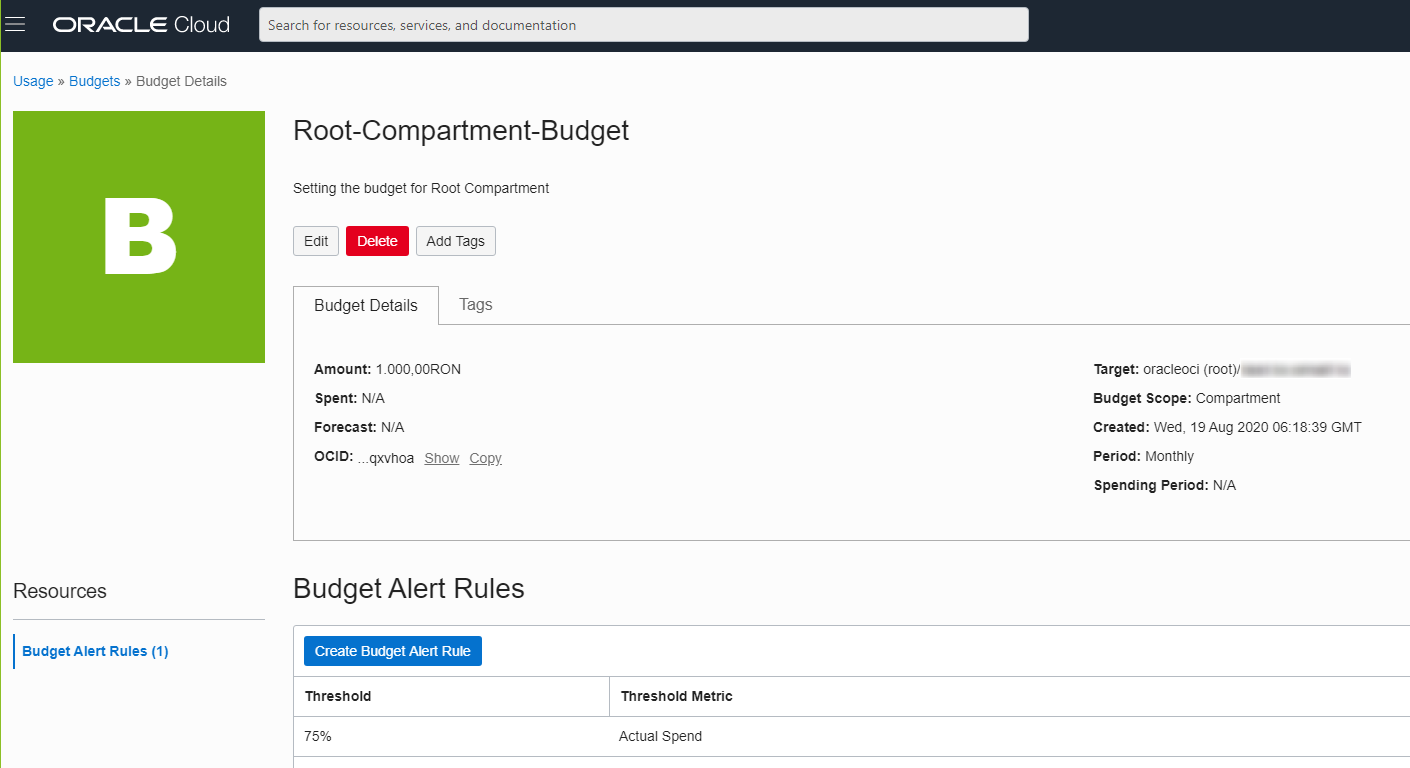 ORACLE Cloud
Search for resources, services, and documentation
Usage » Budgets » Budget Details
B
Root-Compartment-Budget
Setting the budget for Root Compartment
Edit Delete Add Tags
Budget Details Tags
Amount: 1.000,00RON
Spent: N/A
Forecast: N/A
OCID: ...qxvhoa Show Copy
Target: oracleoci (root)/
Budget Scope: Compartment
Created: Wed, 19 Aug 2020 06:18:39 GMT
Period: Monthly
Spending Period: N/A
Resources
Budget Alert Rules (1)
Budget Alert Rules
Create Budget Alert Rule
Threshold Threshold Metric
75% Actual Spend